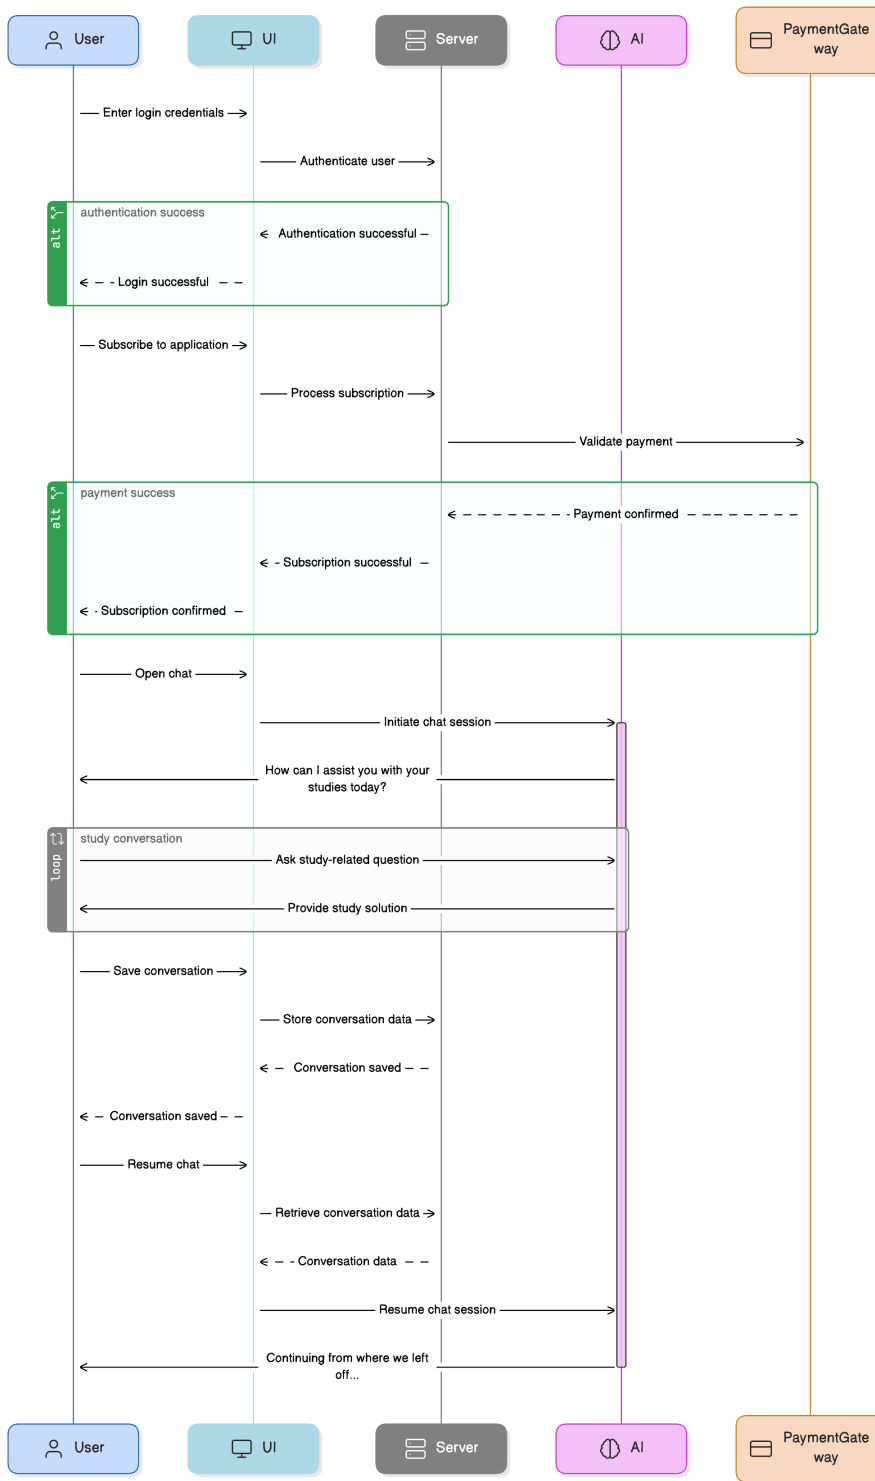 User
UI
Server
AI
PaymentGate
way
Enter login credentials
Authenticate user
alt
authentication success
Authentication successful
Login successful
Subscribe to application
Process subscription
Validate payment
alt
payment success
Payment confirmed
Subscription successful
Subscription confirmed
Open chat
Initiate chat session
How can I assist you with your
studies today?
loop
study conversation
Ask study-related question
Provide study solution
Save conversation
Store conversation data
Conversation saved
Conversation saved
Resume chat
Retrieve conversation data
Conversation data
Resume chat session
Continuing from where we left
off...
User
UI
Server
AI
PaymentGate
way